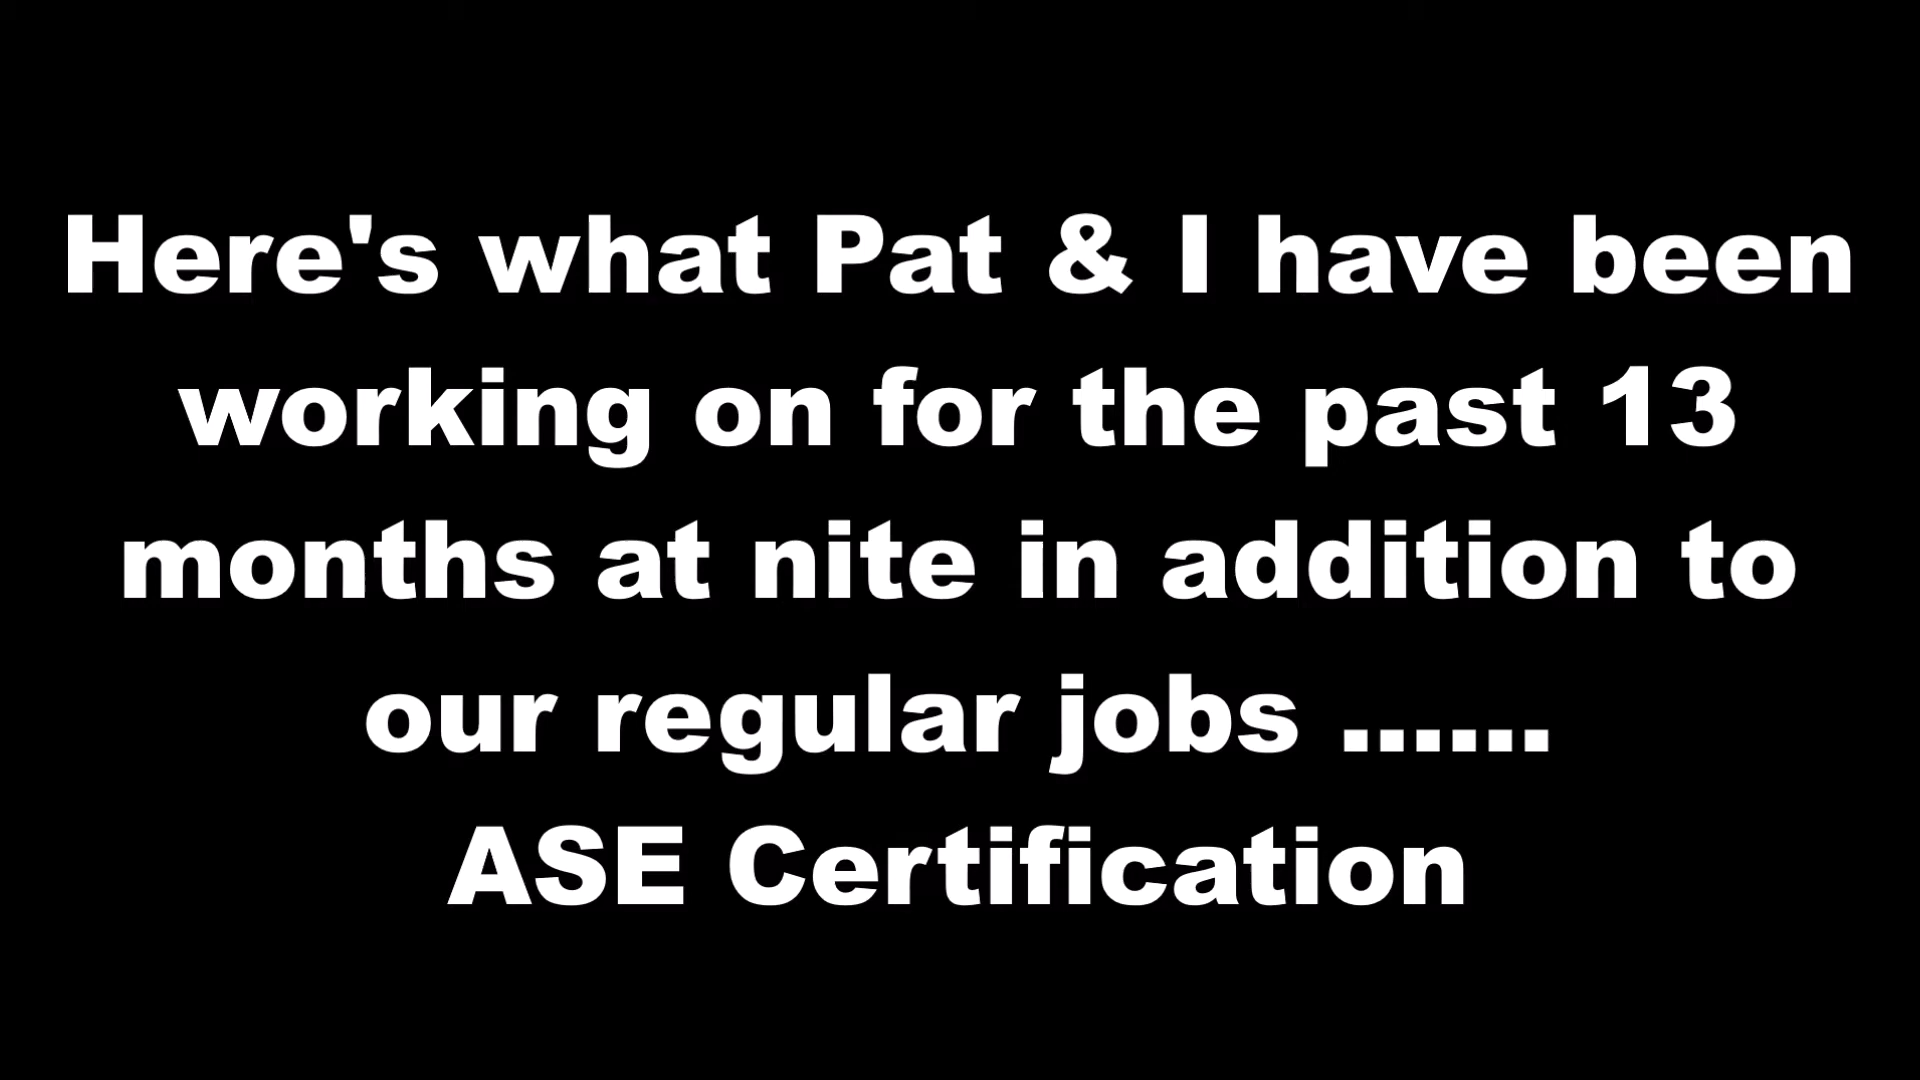 Here's what Pat & I have been
working on for the past 13
months at nite in addition to
our regular jobs ......
ASE Certification